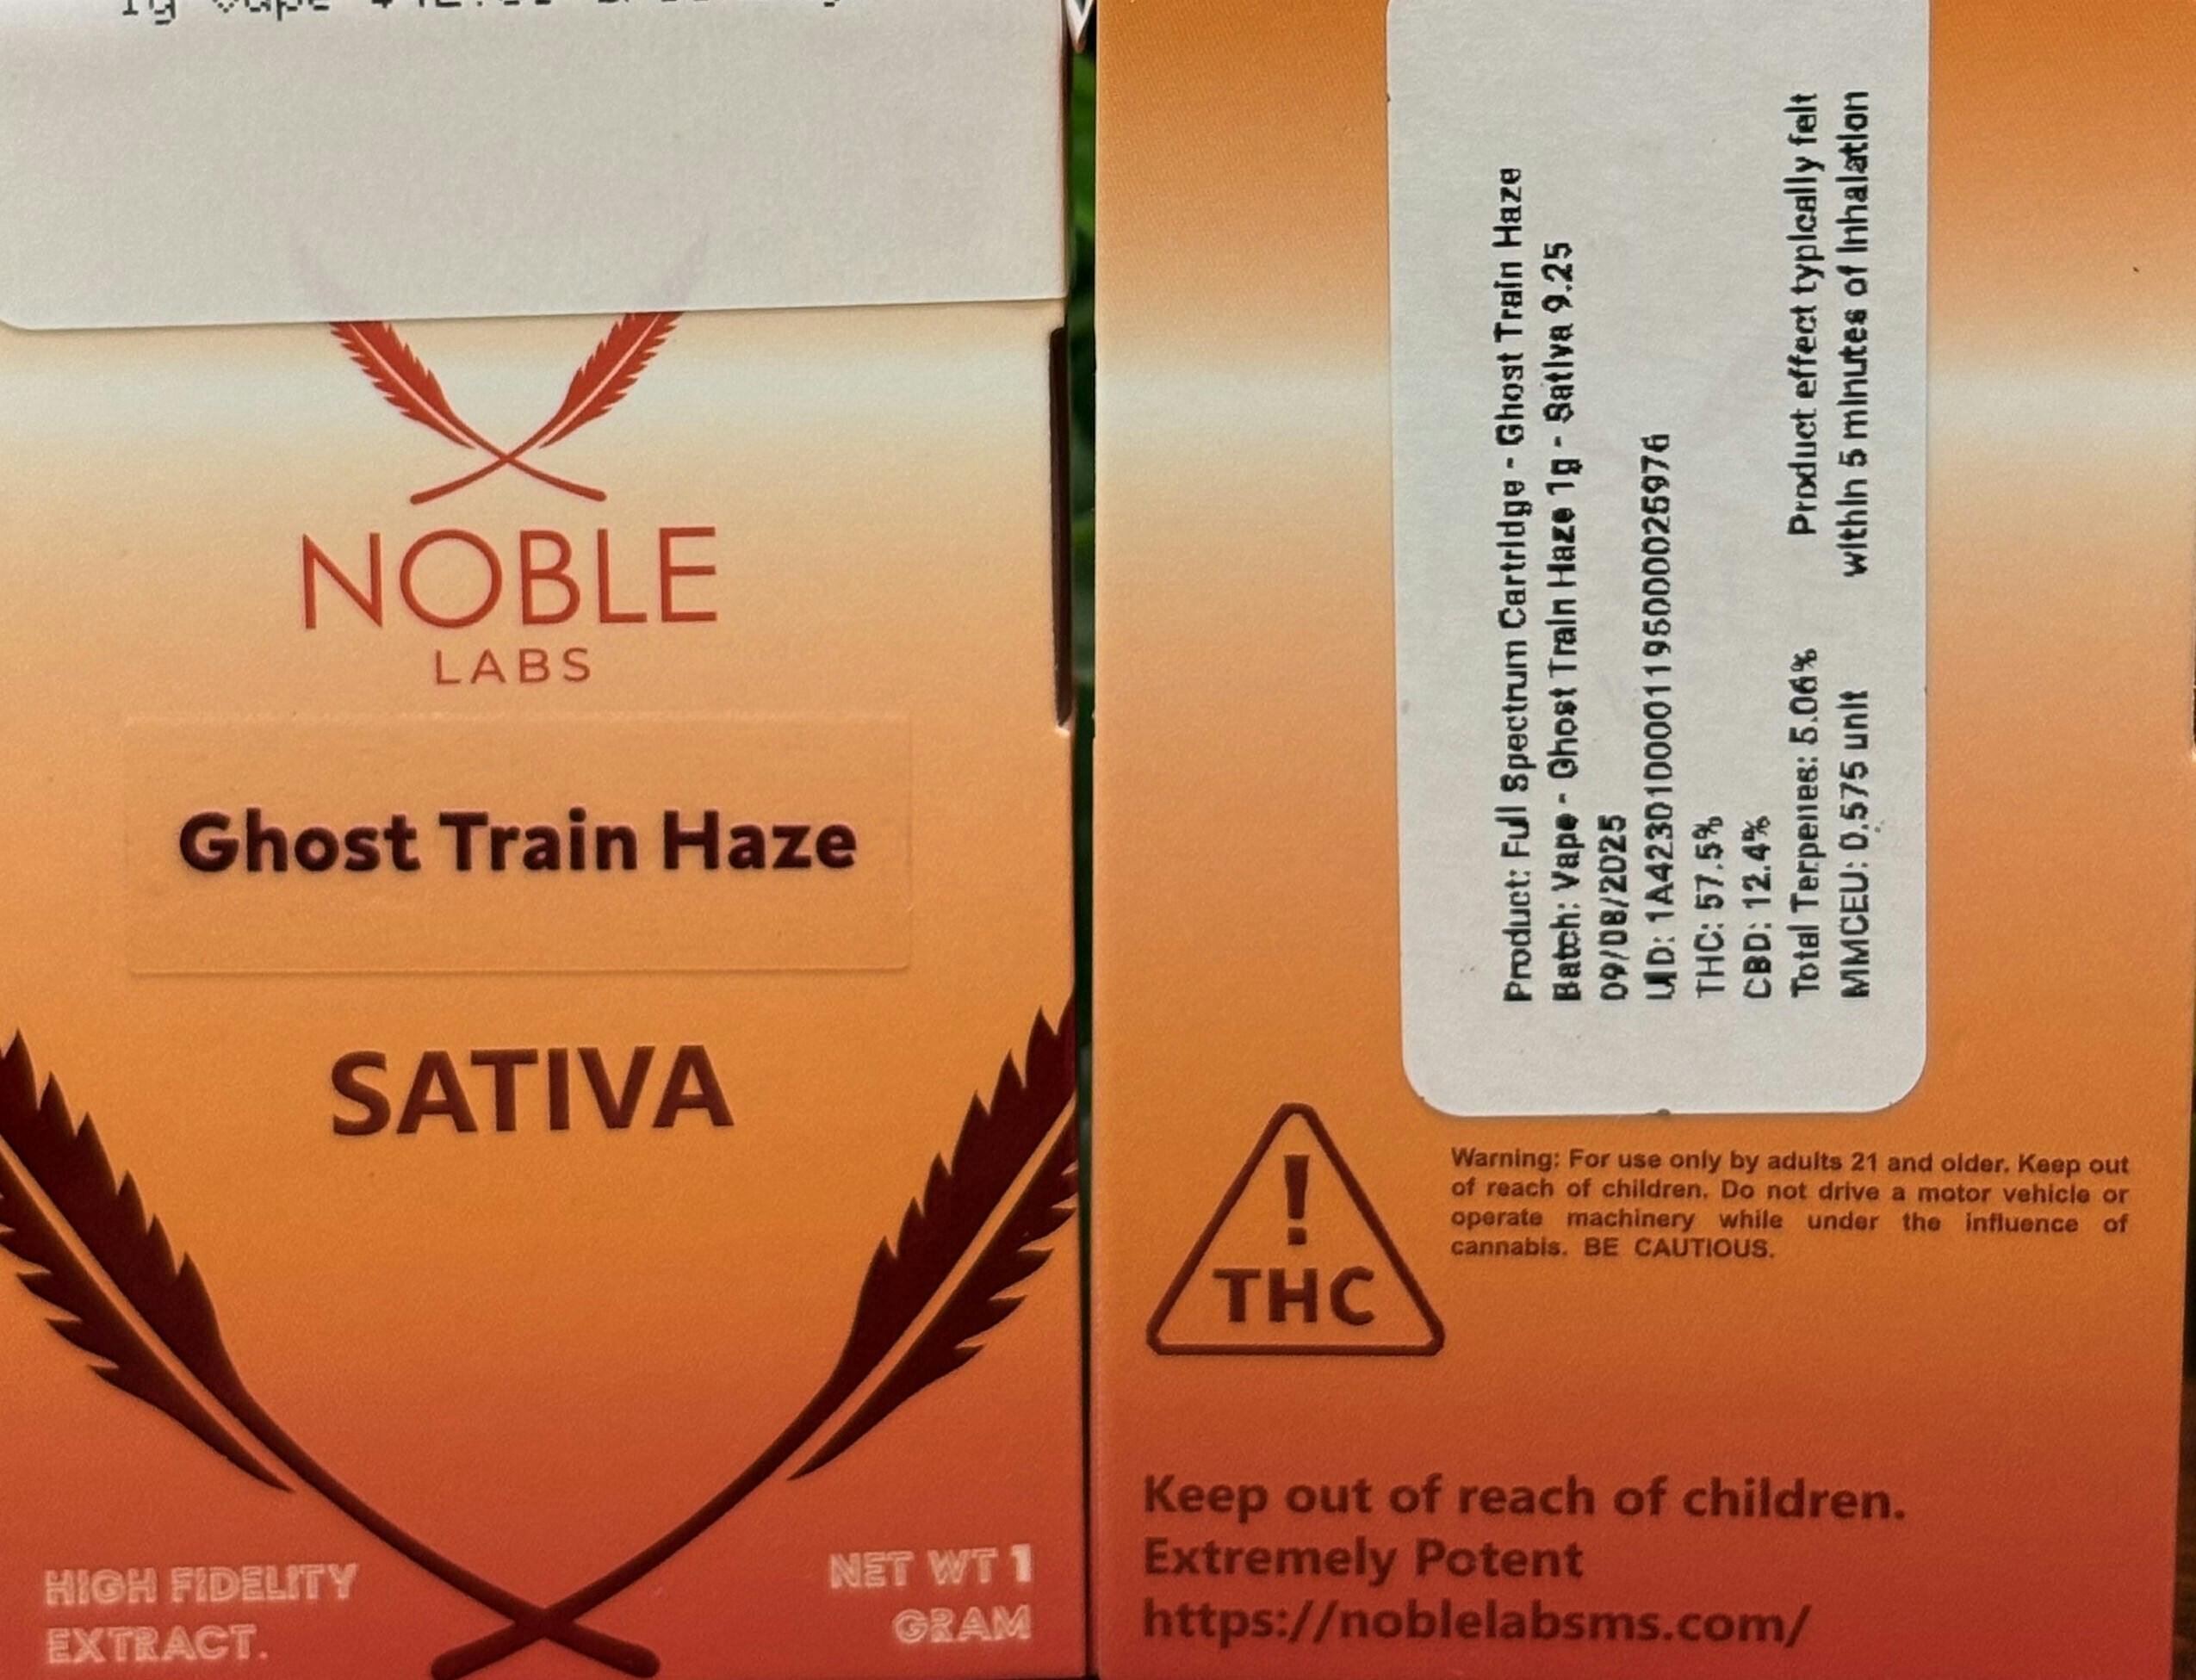 1g Vape
NOBLE
LABS
Ghost Train Haze
SATIVA
HIGH FIDELITY
EXTRACT.
NET WT 1
GRAM
Product: Full Spectrum Cartridge - Ghost Train Haze
Batch: Vape - Ghost Train Haze 1g - Sativa 9.25
09/08/2025
UID:
THC: 57.5%
CBD: 12.4%
Total Terpenes: 5.06% Product effect typically felt
MMCEU: 0.575 unit within 5 minutes of Inhalation
!
THC
Warning: For use only by adults 21 and older. Keep out
of reach of children. Do not drive a motor vehicle or
operate machinery while under the influence of
cannabis. BE CAUTIOUS.
Keep out of reach of children.
Extremely Potent
https://noblelabsms.com/